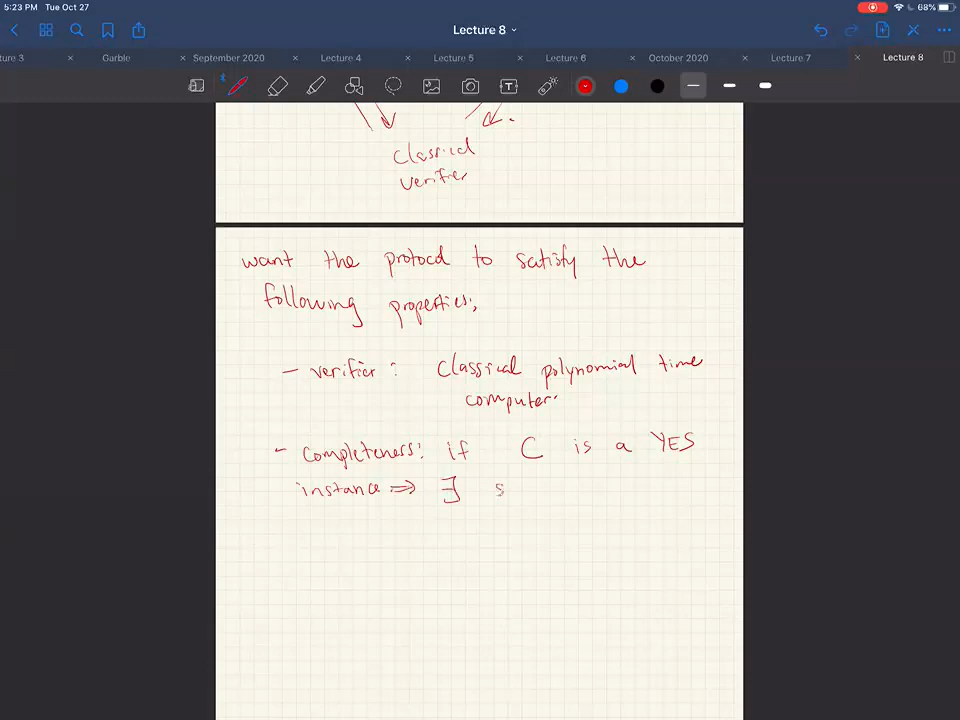 5:23 PM Tue Oct 27
68%
Lecture 8
ure 3
Garble
September 2020
Lecture 4
Lecture 5
Lecture 6
October 2020
Lecture 7
Lecture 8
T
Classical
verifier
want the protocol to satisfy the
following properties:
- verifier: classical polynomial time
computer.
- completeness: if C is a YES
instance ⇒ ∃ s